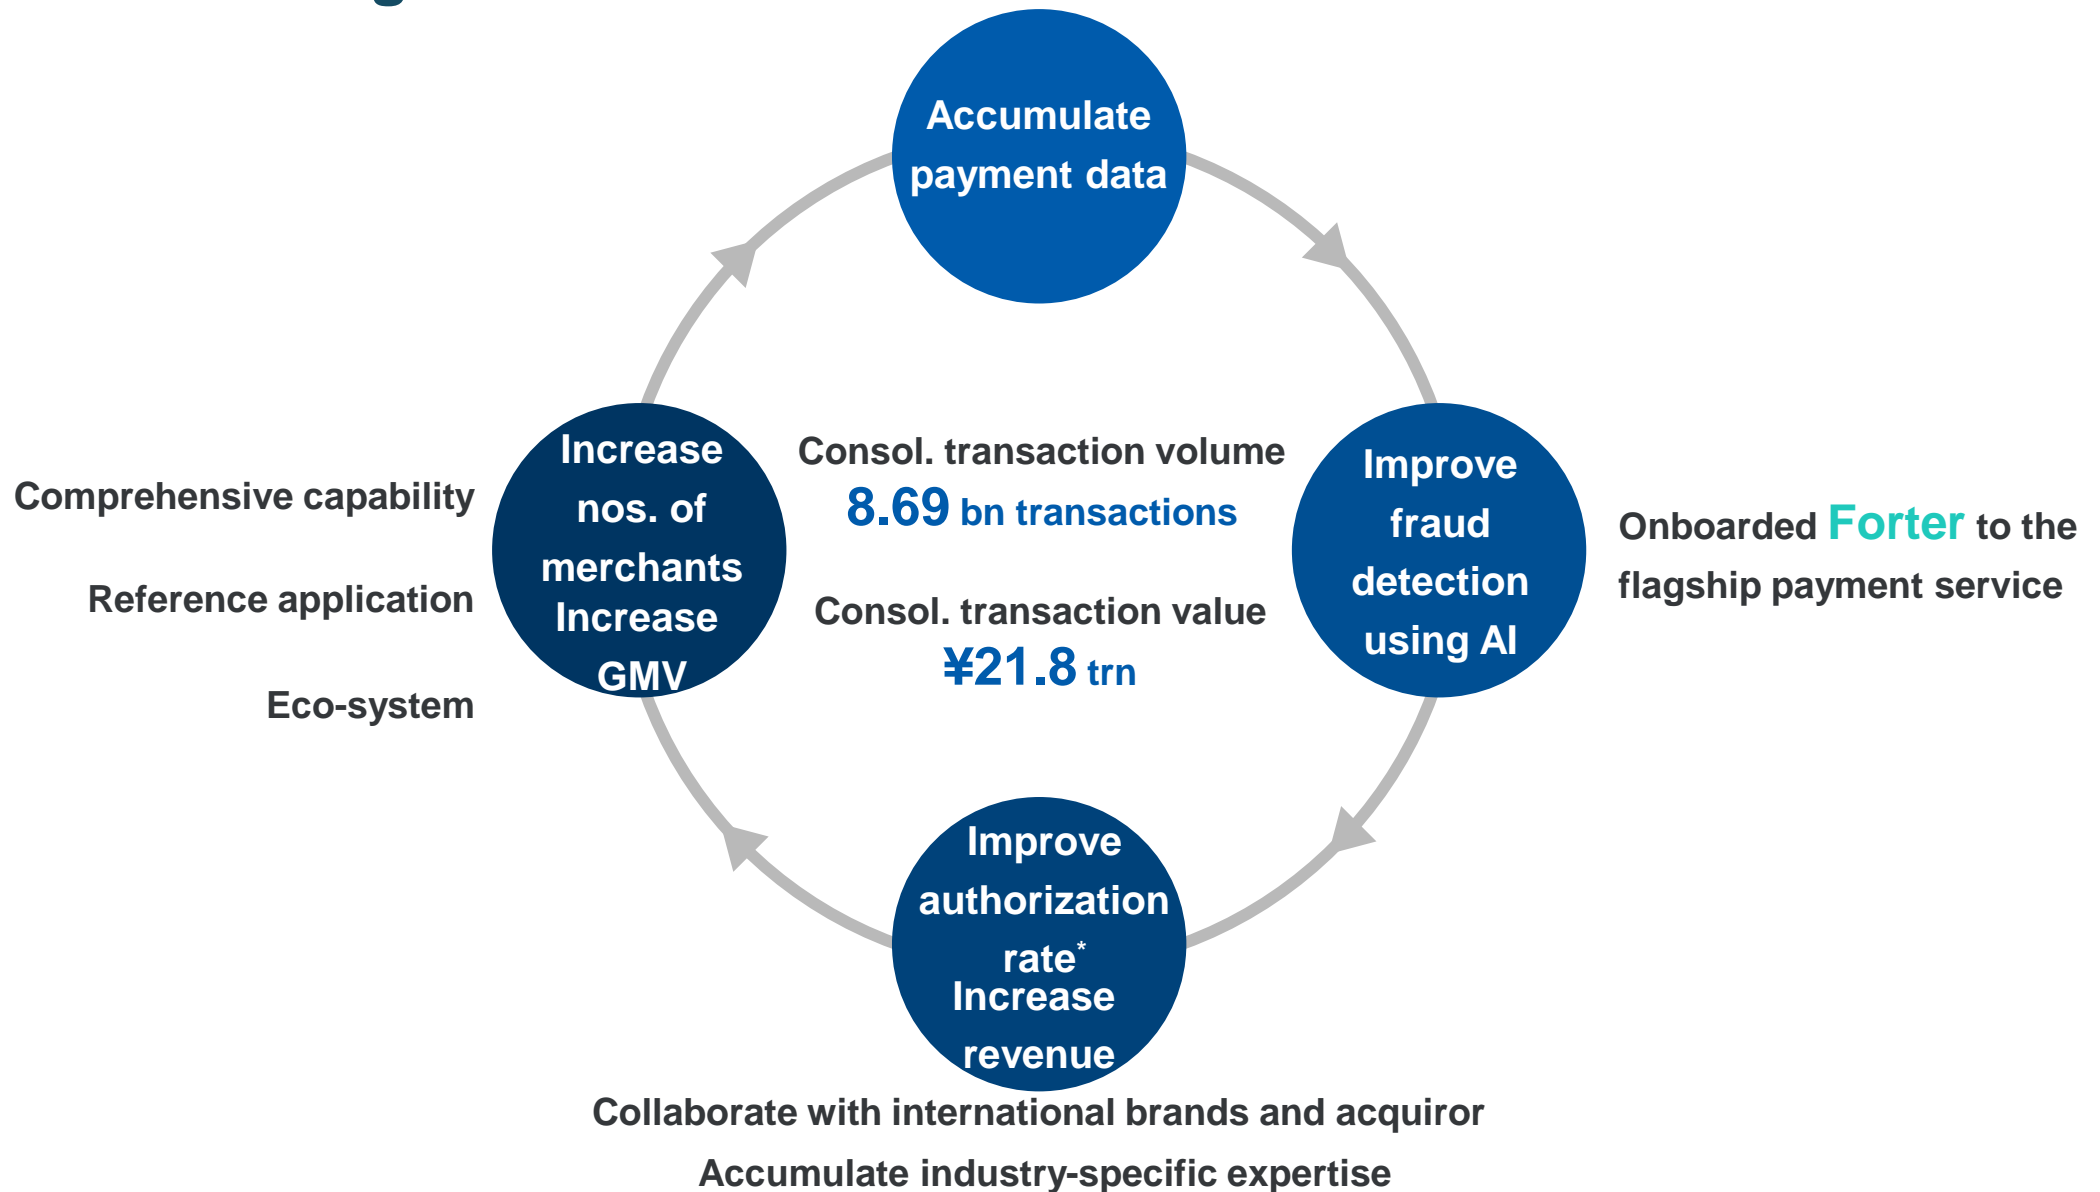 Accumulate
payment data
Increase
nos. of
merchants
Increase
GMV
Comprehensive capability
Reference application
Eco-system
Consol. transaction volume
8.69 bn transactions
Consol. transaction value
¥21.8 trn
Improve
fraud
detection
using AI
Onboarded Forter to the
flagship payment service
Improve
authorization
rate*
Increase
revenue
Collaborate with international brands and acquiror
Accumulate industry-specific expertise